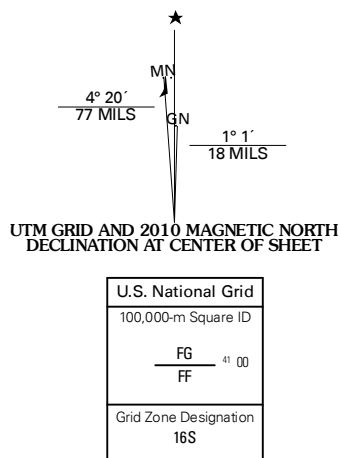 ★
MN
4° 20´
77 MILS
GN
1° 1´
18 MILS
UTM GRID AND 2010 MAGNETIC NORTH
DECLINATION AT CENTER OF SHEET
U.S. National Grid
100,000-m Square ID
FG
41 00
FF
Grid Zone Designation
16S